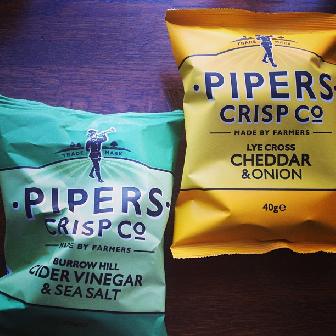 TRADE MARK
PIPERS
CRISP CO
MADE BY FARMERS
BURROW HILL
CIDER VINEGAR
& SEA SALT
TRADE MARK
PIPERS
CRISP CO
MADE BY FARMERS
LYE CROSS
CHEDDAR
& ONION
40g℮